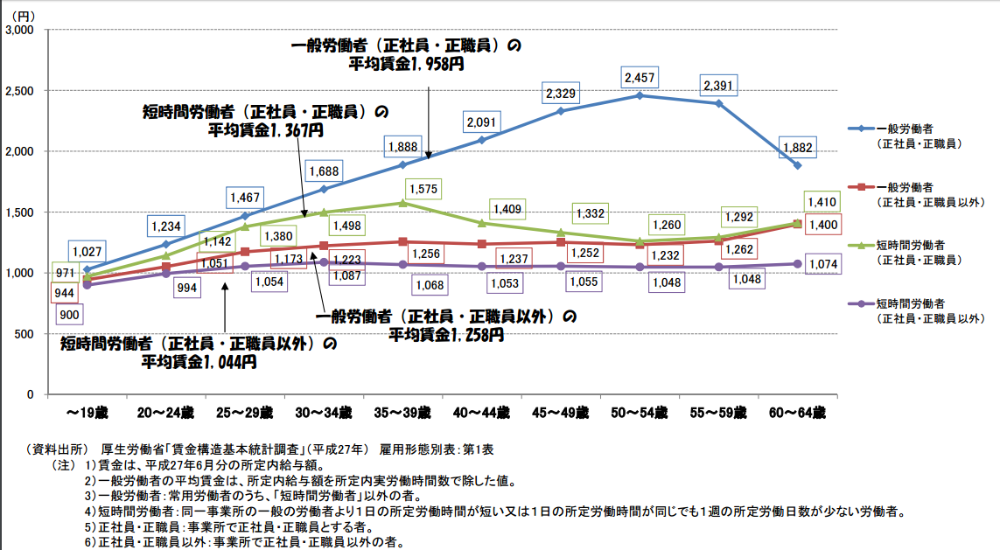 (円)
3,000
2,500
2,000
1,500
1,000
500
0
一般労働者（正社員・正職員）の
平均賃金1,958円
短時間労働者（正社員・正職員）の
平均賃金1,367円
一般労働者（正社員・正職員以外）の
平均賃金1,258円
短時間労働者（正社員・正職員以外）の
平均賃金1,044円
1,027 1,234 1,467 1,688 1,888 2,091 2,329 2,457 2,391 1,882
971 1,142 1,380 1,498 1,575 1,409 1,332 1,260 1,292 1,410
944 1,051 1,173 1,223 1,256 1,237 1,252 1,232 1,262 1,400
900 994 1,054 1,087 1,068 1,053 1,055 1,048 1,048 1,074
～19歳 20～24歳 25～29歳 30～34歳 35～39歳 40～44歳 45～49歳 50～54歳 55～59歳 60～64歳
一般労働者
（正社員・正職員）
一般労働者
（正社員・正職員以外）
短時間労働者
（正社員・正職員）
短時間労働者
（正社員・正職員以外）
（資料出所） 厚生労働省「賃金構造基本統計調査」（平成27年） 雇用形態別表：第1表
（注） 1）賃金は、平成27年6月分の所定内給与額。
2）一般労働者の平均賃金は、所定内給与額を所定内実労働時間数で除した値。
3）一般労働者：常用労働者のうち、「短時間労働者」以外の者。
4）短時間労働者：同一事業所の一般の労働者より1日の所定労働時間が短い又は1日の所定労働時間が同じでも1週の所定労働日数が少ない労働者。
5）正社員・正職員：事業所で正社員・正職員とする者。
6）正社員・正職員以外：事業所で正社員・正職員以外の者。